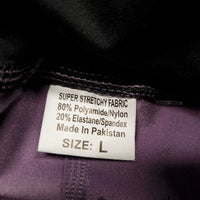 SUPER STRETCHY FABRIC
80% Polyamide/Nylon
20% Elastane/Spandex
Made In Pakistan
SIZE: L